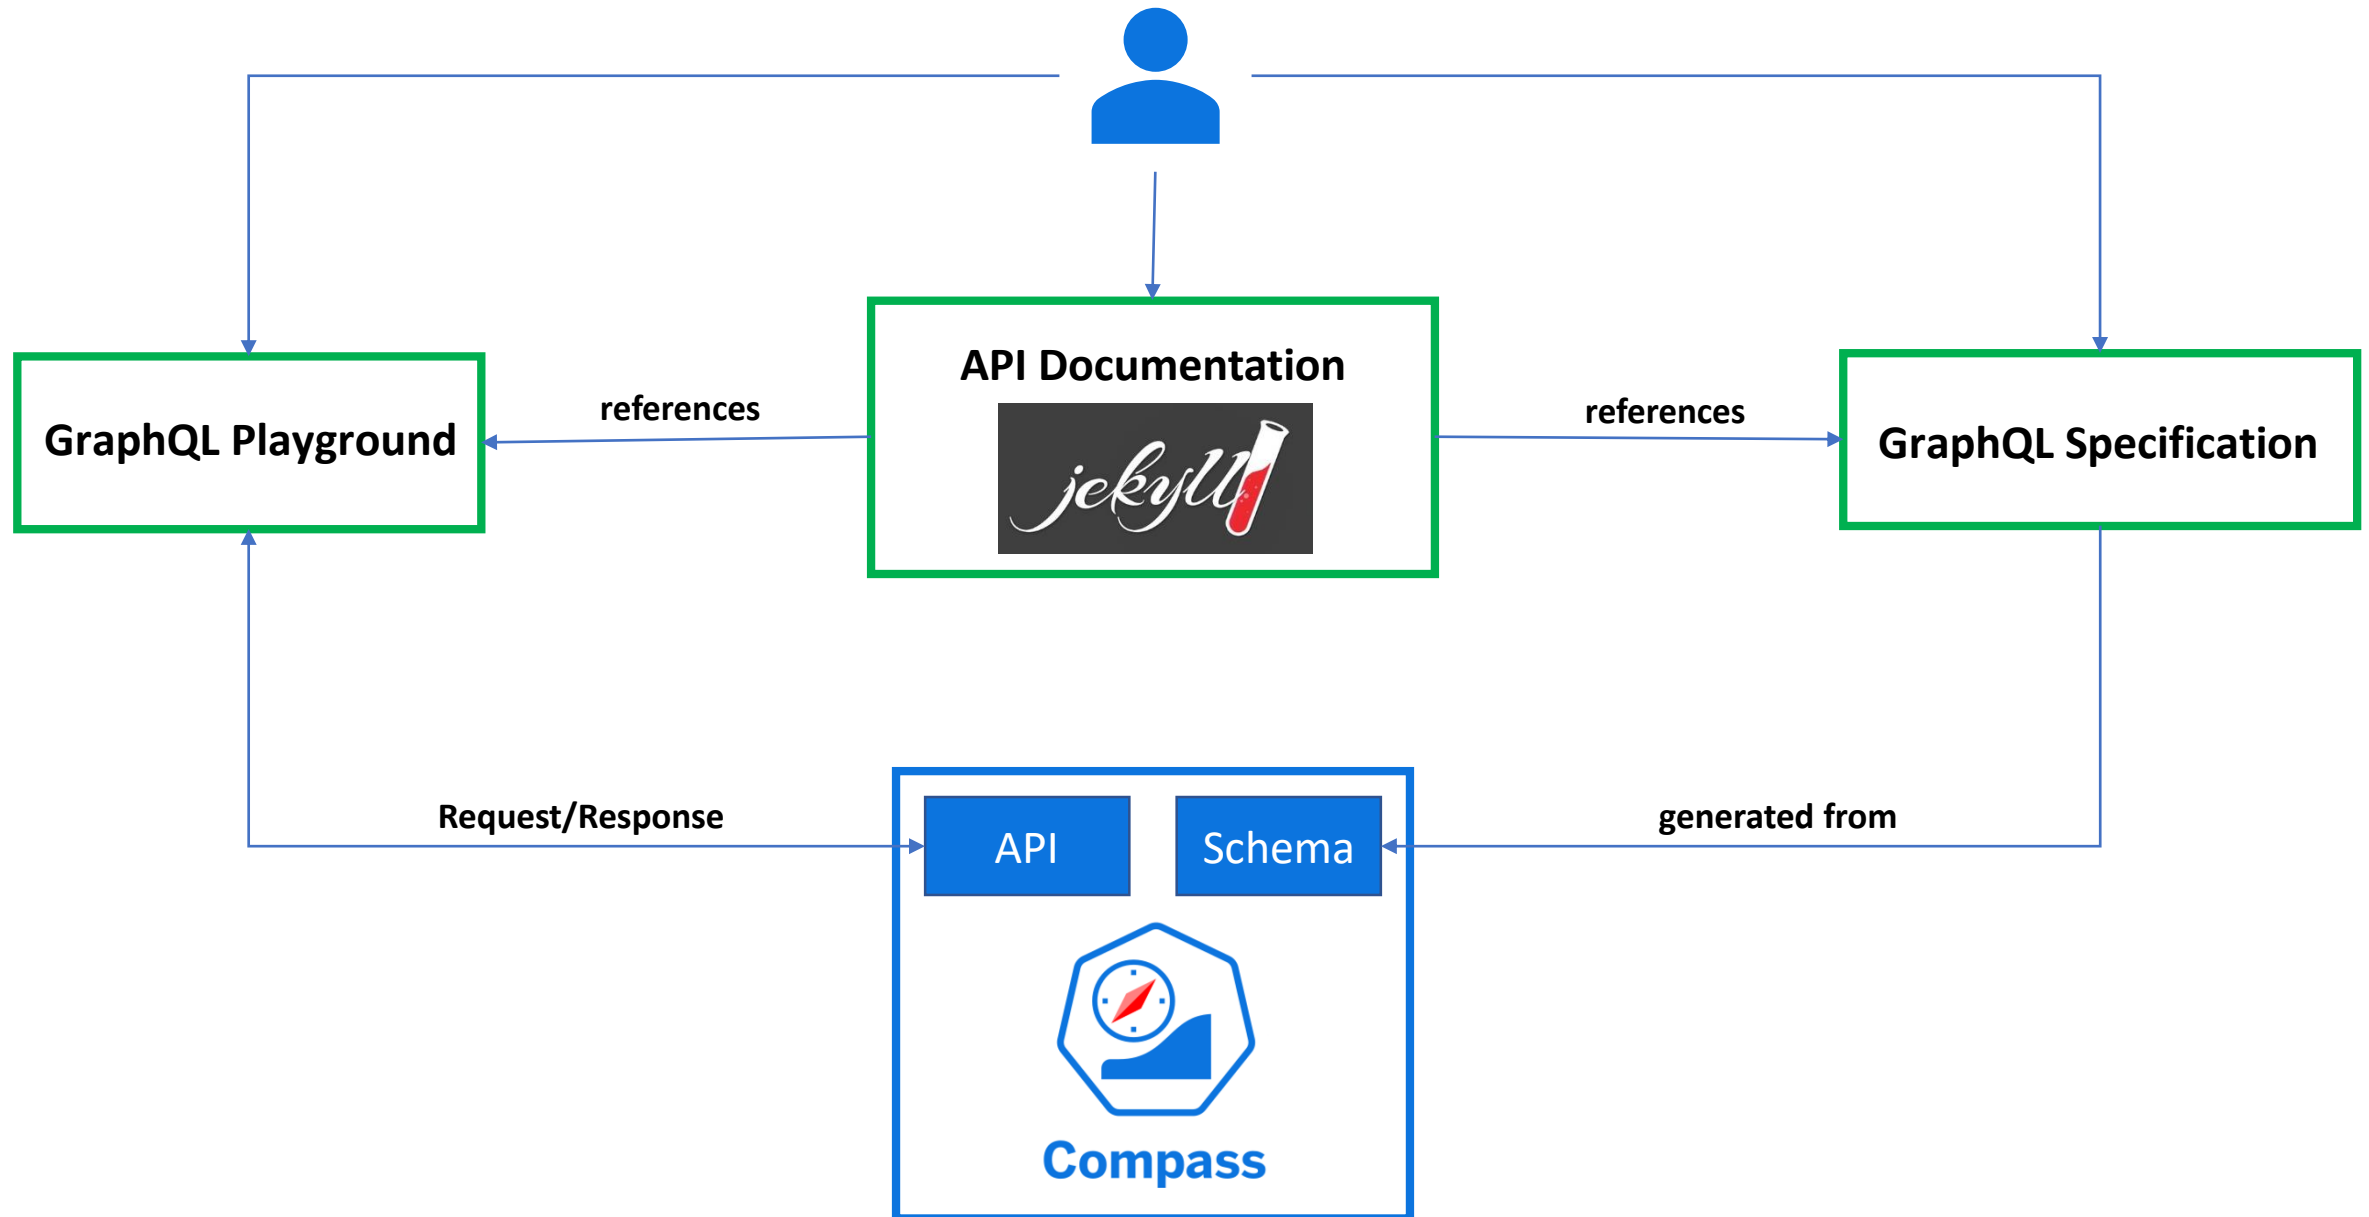 API Documentation
references
references
GraphQL Playground
GraphQL Specification
jekyll
Request/Response
generated from
API
Schema
Compass